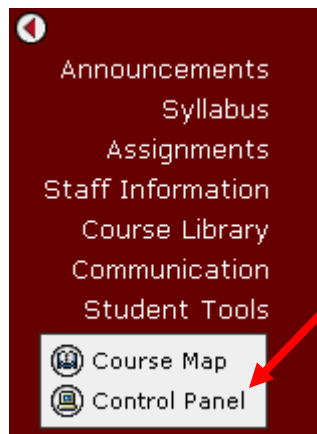 Announcements
Syllabus
Assignments
Staff Information
Course Library
Communication
Student Tools
Course Map
Control Panel